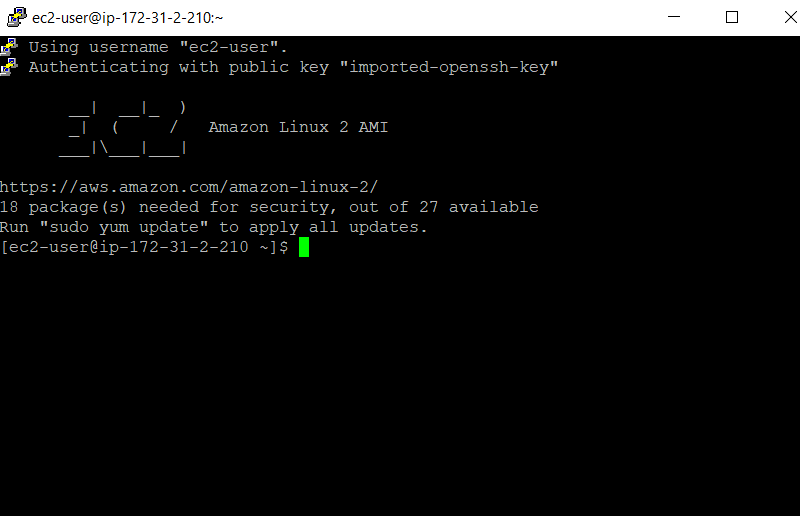 ec2-user@ip-172-31-2-210:~
Using username "ec2-user".
Authenticating with public key "imported-openssh-key"
       __|  __|_  )
       _|  (     /   Amazon Linux 2 AMI
      ___|\___|___|
https://aws.amazon.com/amazon-linux-2/
18 package(s) needed for security, out of 27 available
Run "sudo yum update" to apply all updates.
[ec2-user@ip-172-31-2-210 ~]$